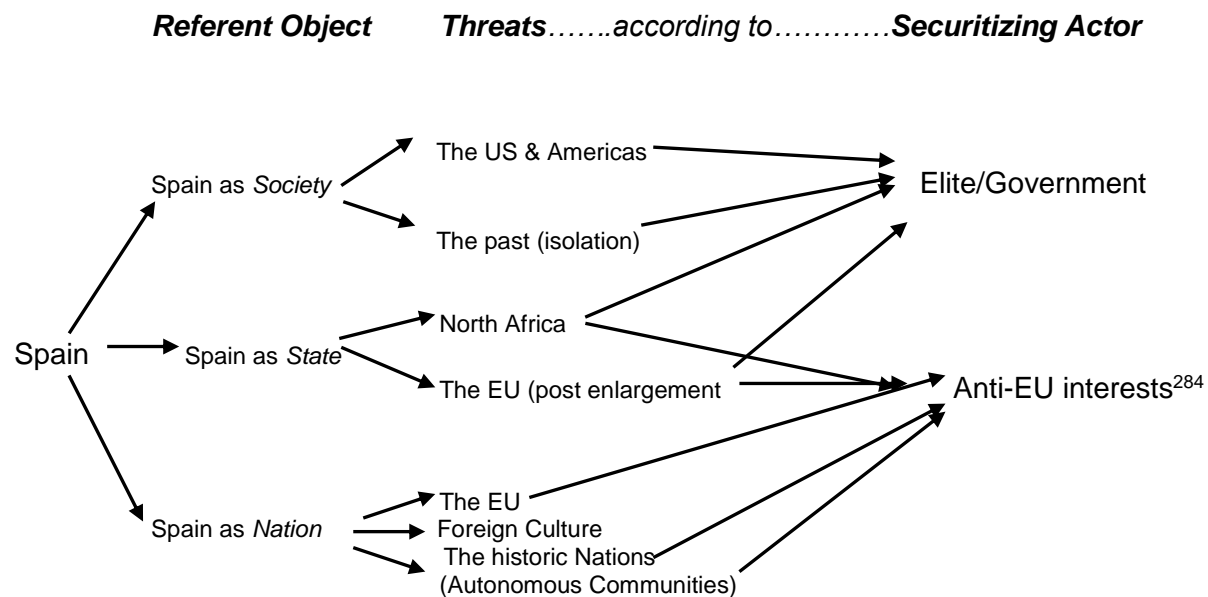 Referent Object Threats…….according to…………Securitizing Actor
The US & Americas
Spain as Society
Elite/Government
The past (isolation)
North Africa
Spain
Spain as State
The EU (post enlargement
Anti-EU interests284
The EU
Spain as Nation
Foreign Culture
The historic Nations
(Autonomous Communities)